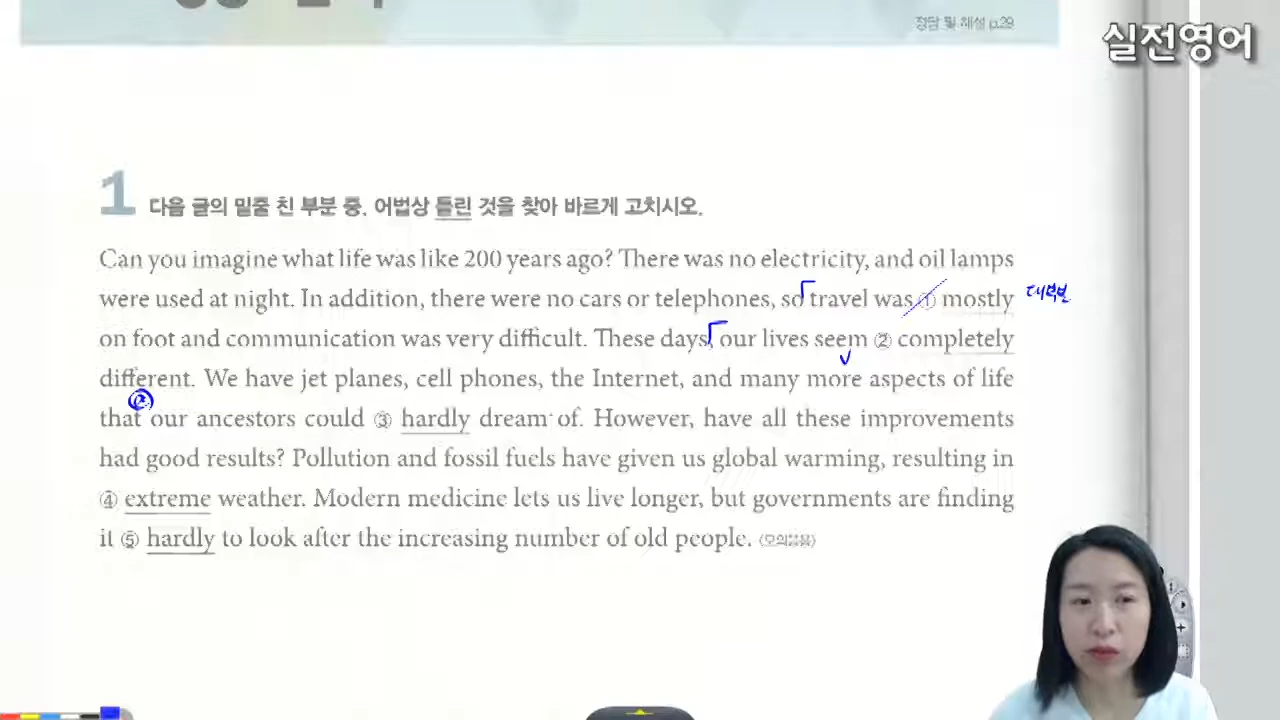 정답 및 해설 p.29
실전영어
1 다음 글의 밑줄 친 부분 중, 어법상 틀린 것을 찾아 바르게 고치시오.
Can you imagine what life was like 200 years ago? There was no electricity, and oil lamps
were used at night. In addition, there were no cars or telephones, so travel was ① mostly 대부분
on foot and communication was very difficult. These days, our lives seem ② completely
different. We have jet planes, cell phones, the Internet, and many more aspects of life
that our ancestors could ③ hardly dream of. However, have all these improvements
had good results? Pollution and fossil fuels have given us global warming, resulting in
④ extreme weather. Modern medicine lets us live longer, but governments are finding
it ⑤ hardly to look after the increasing number of old people. (모의응용)